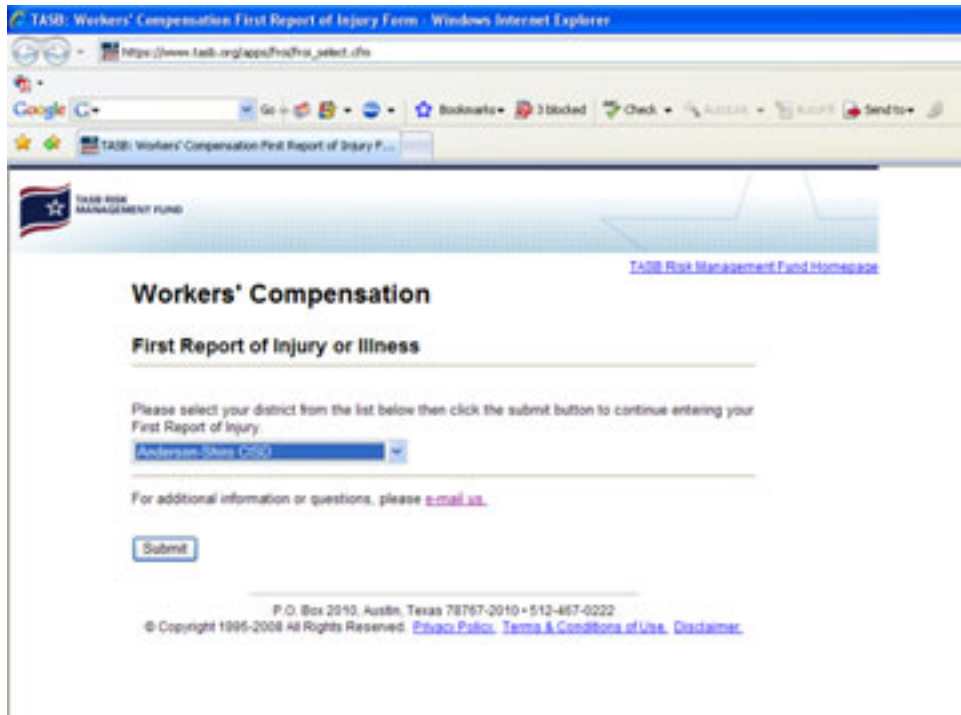 TASB: Workers' Compensation First Report of Injury Form - Windows Internet Explorer
https://www.tasb.org/apps/froi/froi_select.cfm
Google G Go Bookmarks 3 blocked Check AutoLink AutoFill Send to
TASB: Workers' Compensation First Report of Injury F...
TASB RISK
MANAGEMENT FUND
TASB Risk Management Fund Homepage
Workers' Compensation
First Report of Injury or Illness
Please select your district from the list below then click the submit button to continue entering your
First Report of Injury.
Anderson-Shiro CISD
For additional information or questions, please e-mail us.
Submit
P.O. Box 2010, Austin, Texas 78767-2010 • 512-467-0222
© Copyright 1995-2008 All Rights Reserved. Privacy Policy. Terms & Conditions of Use. Disclaimer.